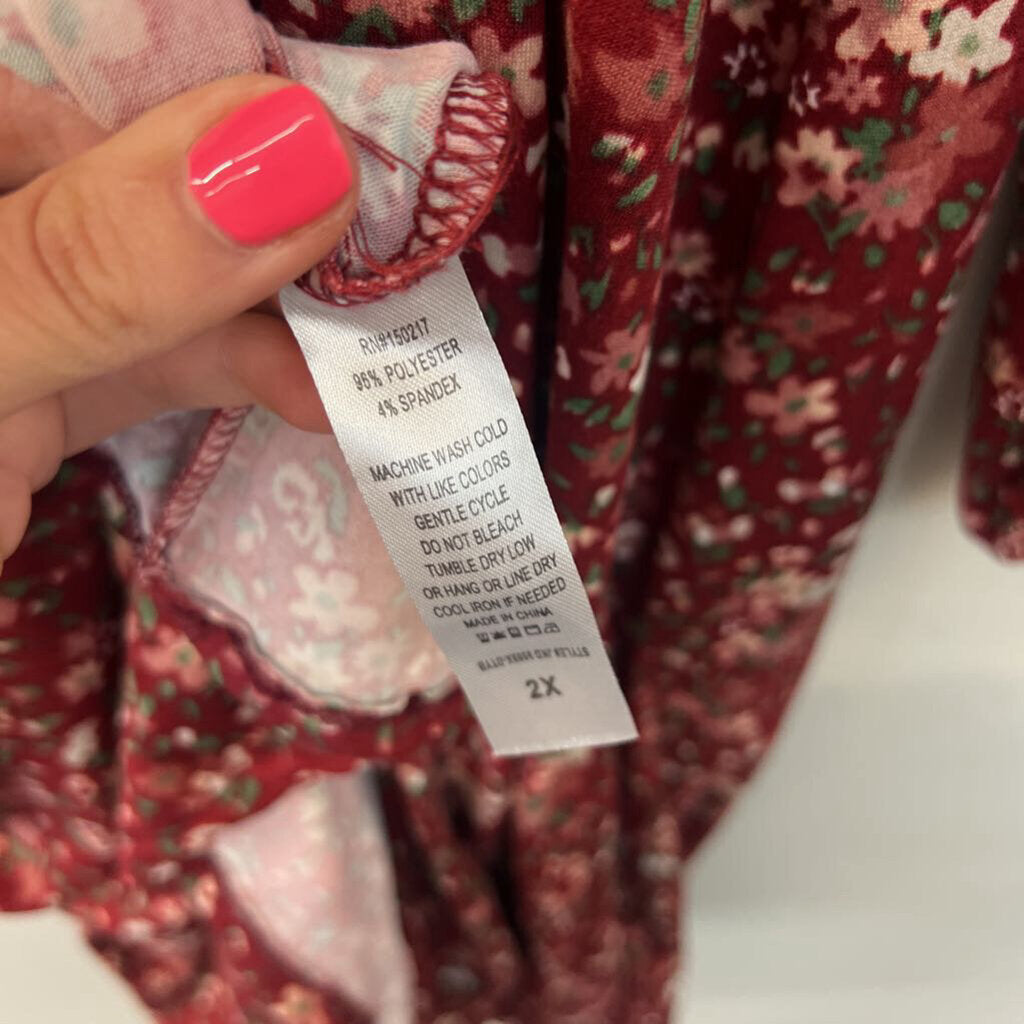 RN#150217
96% POLYESTER
4% SPANDEX
MACHINE WASH COLD
WITH LIKE COLORS
GENTLE CYCLE
DO NOT BLEACH
TUMBLE DRY LOW
OR HANG OR LINE DRY
COOL IRON IF NEEDED
MADE IN CHINA
2X